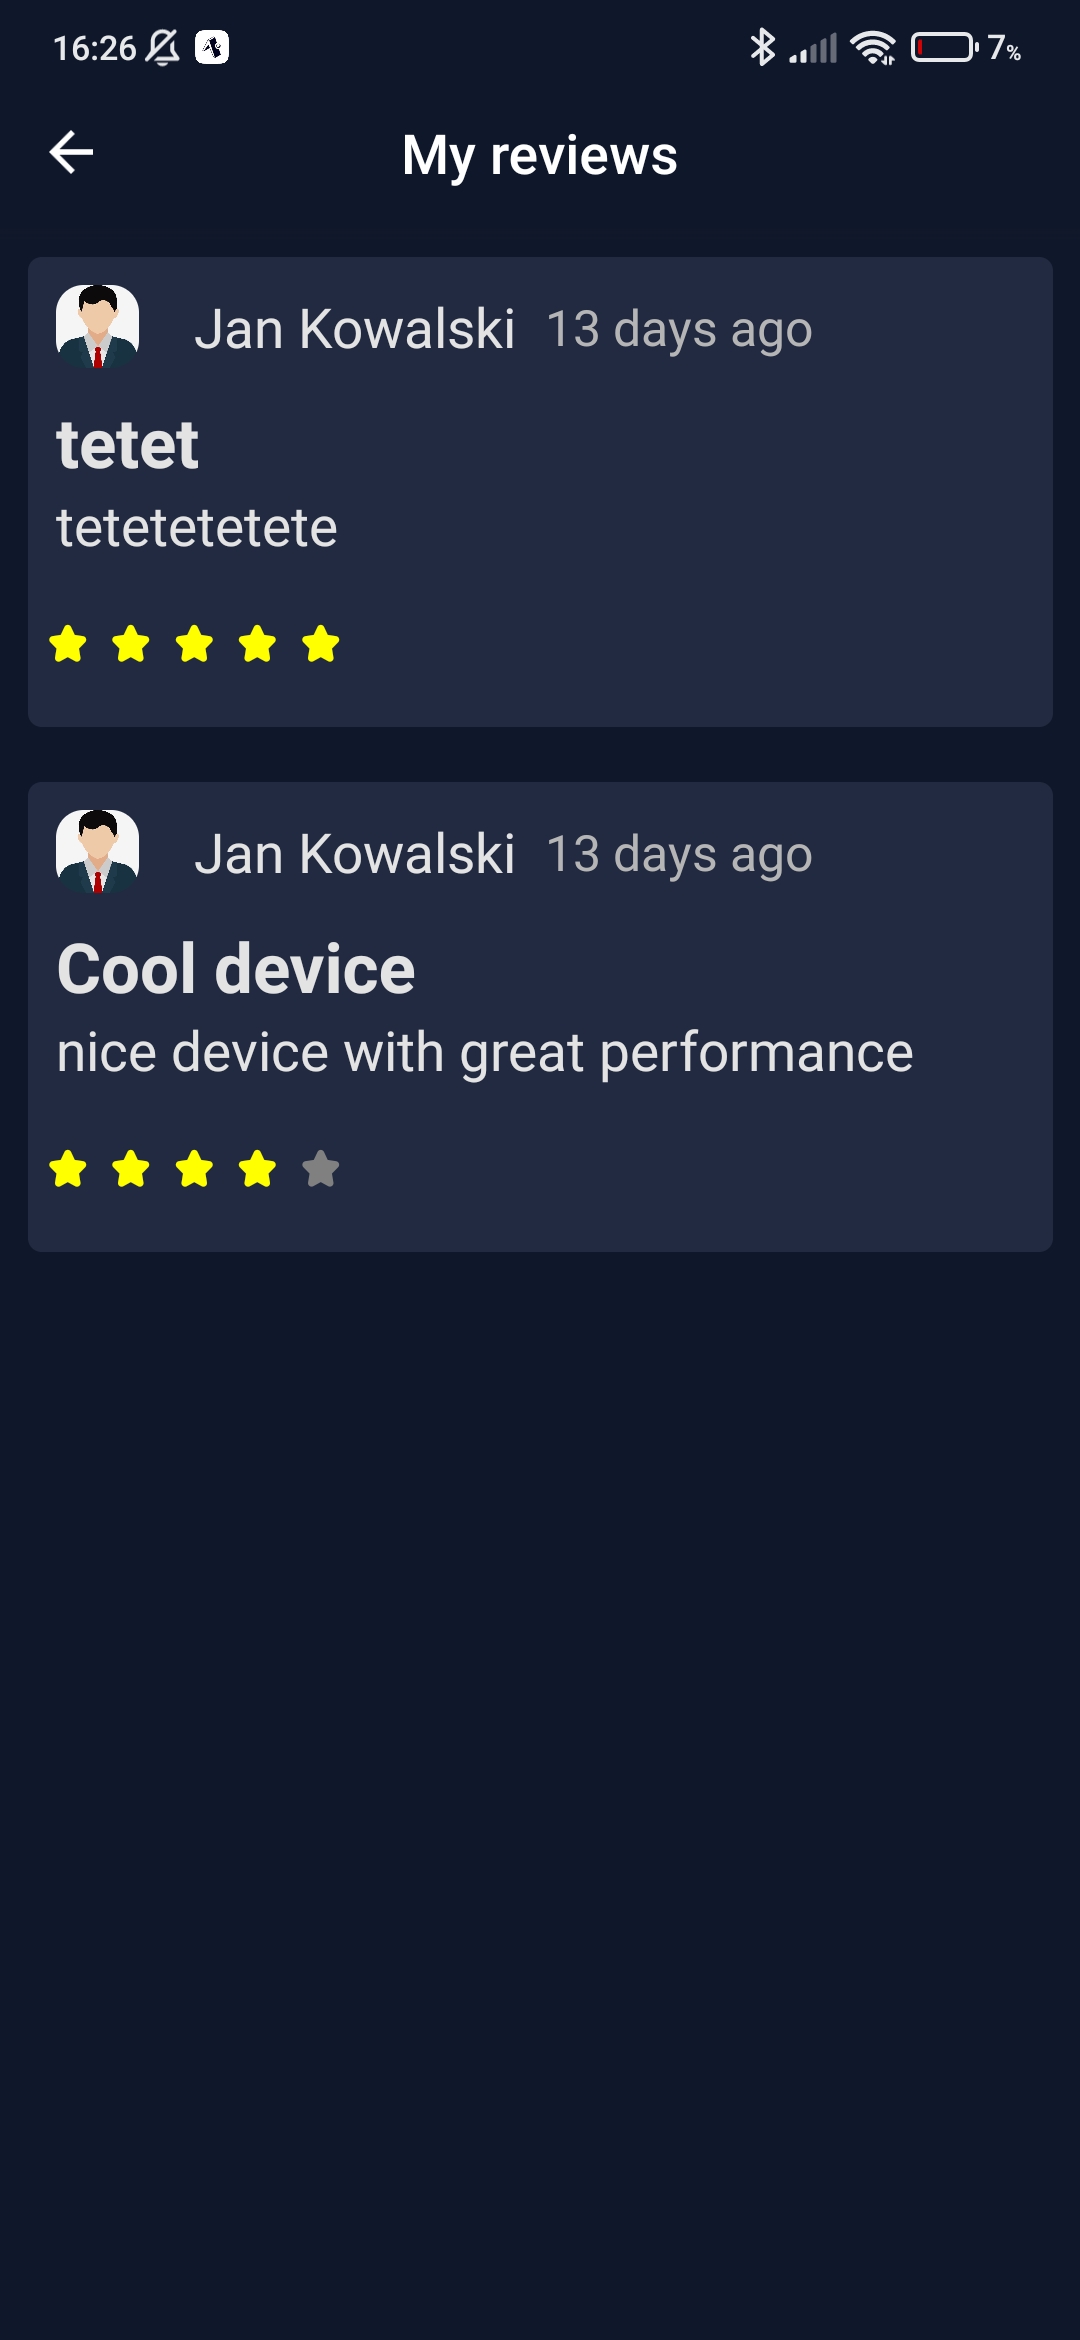 16:26 7%
My reviews
Jan Kowalski 13 days ago
tetet
tetetetetete
Jan Kowalski 13 days ago
Cool device
nice device with great performance